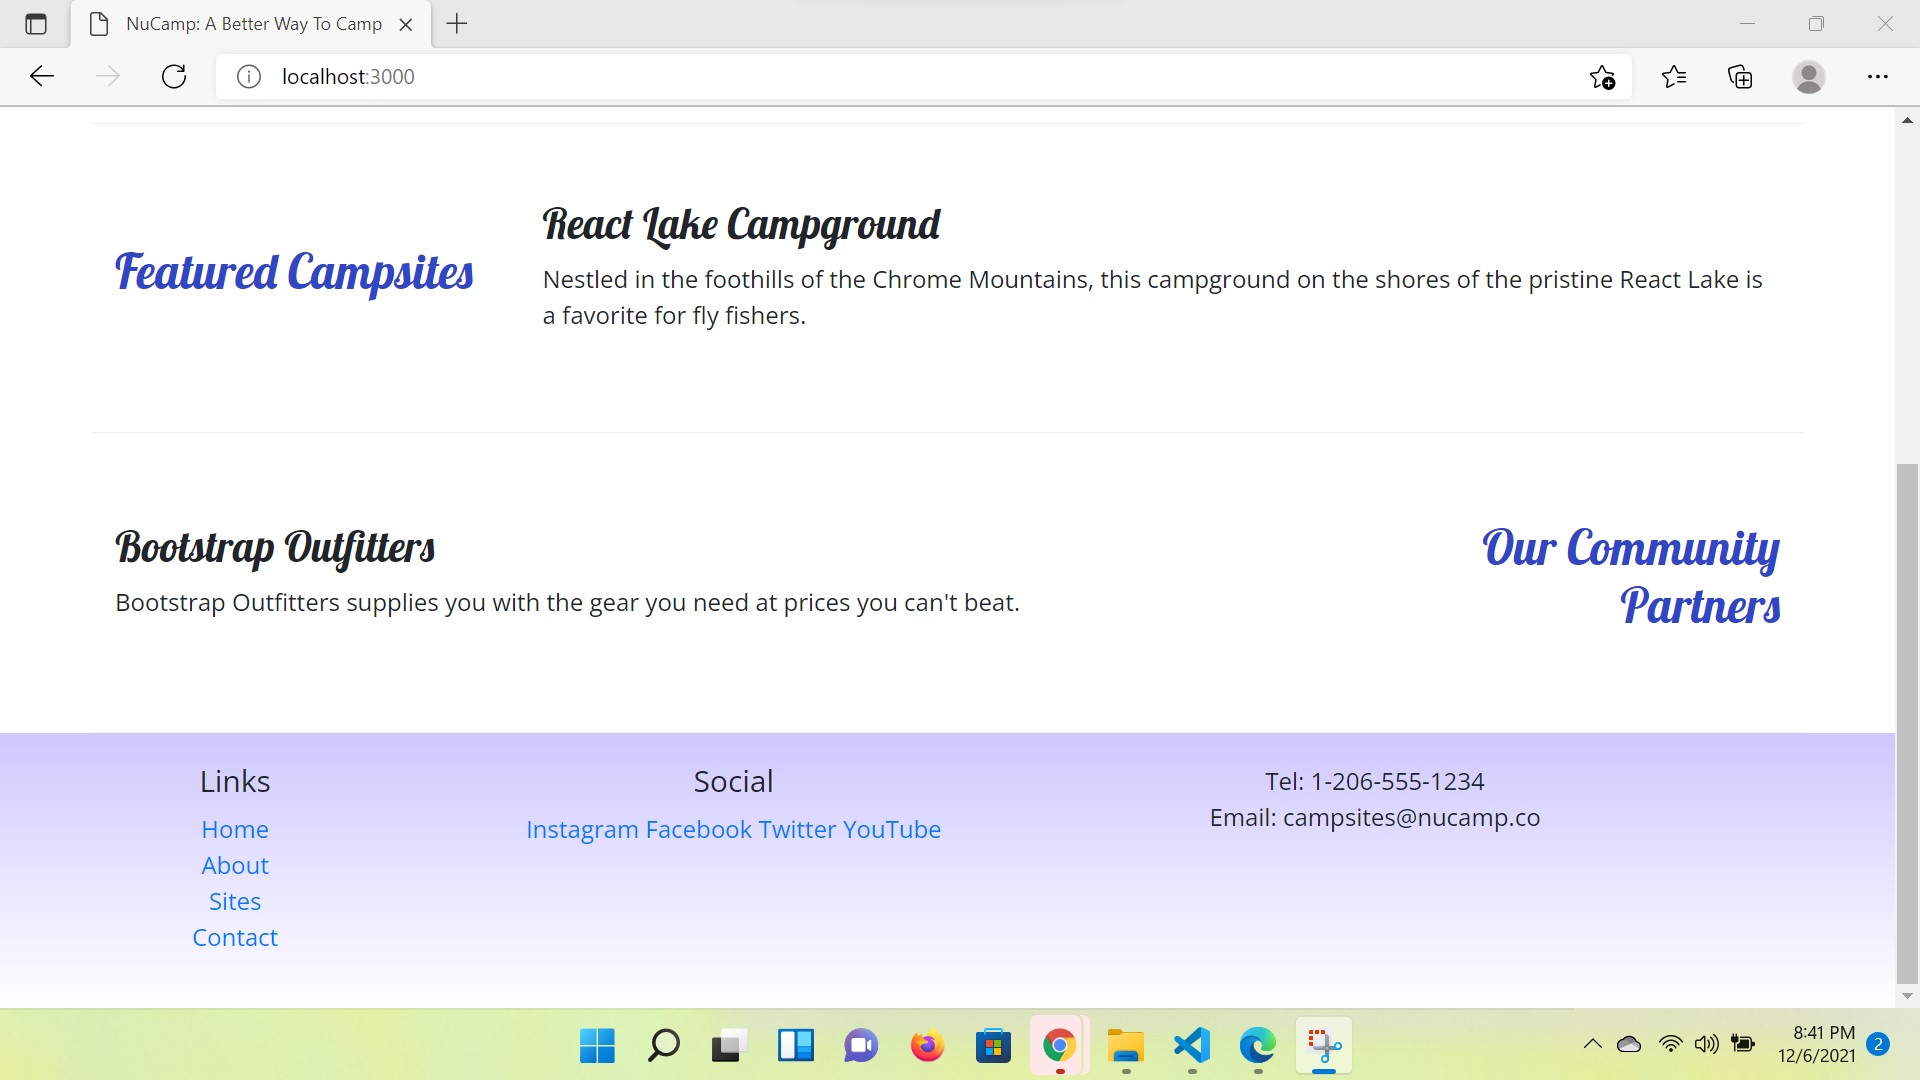 NuCamp: A Better Way To Camp
localhost:3000
Featured Campsites
React Lake Campground
Nestled in the foothills of the Chrome Mountains, this campground on the shores of the pristine React Lake is
a favorite for fly fishers.
Bootstrap Outfitters
Bootstrap Outfitters supplies you with the gear you need at prices you can't beat.
Our Community
Partners
Links
Home
About
Sites
Contact
Social
Instagram Facebook Twitter YouTube
Tel: 1-206-555-1234
Email: campsites@nucamp.co
8:41 PM
12/6/2021
2